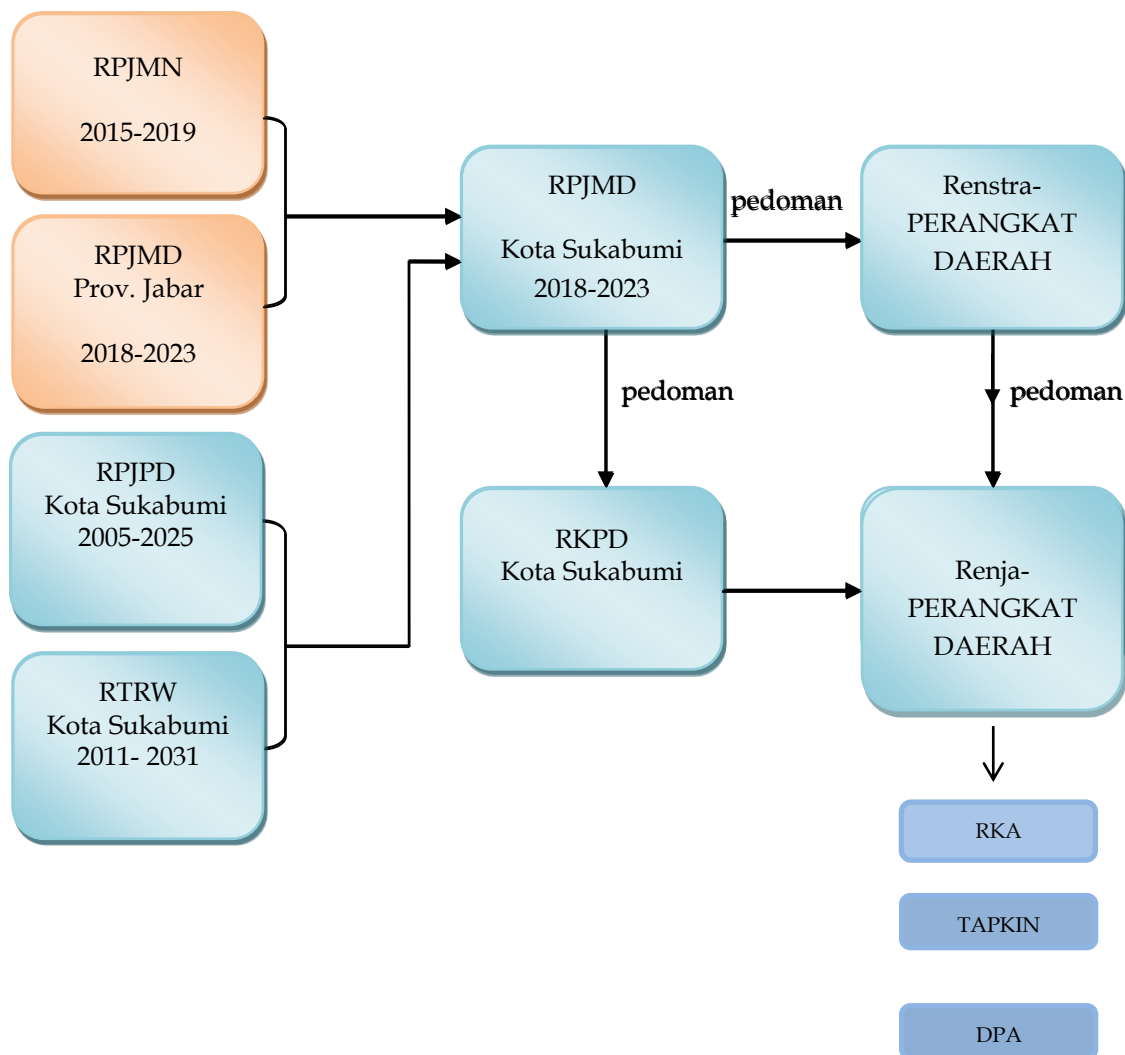 RPJMN
2015-2019
RPJMD
Prov. Jabar
2018-2023
RPJPD
Kota Sukabumi
2005-2025
RTRW
Kota Sukabumi
2011- 2031
RPJMD
Kota Sukabumi
2018-2023
pedoman
Renstra-
PERANGKAT
DAERAH
pedoman
pedoman
RKPD
Kota Sukabumi
Renja-
PERANGKAT
DAERAH
RKA
TAPKIN
DPA